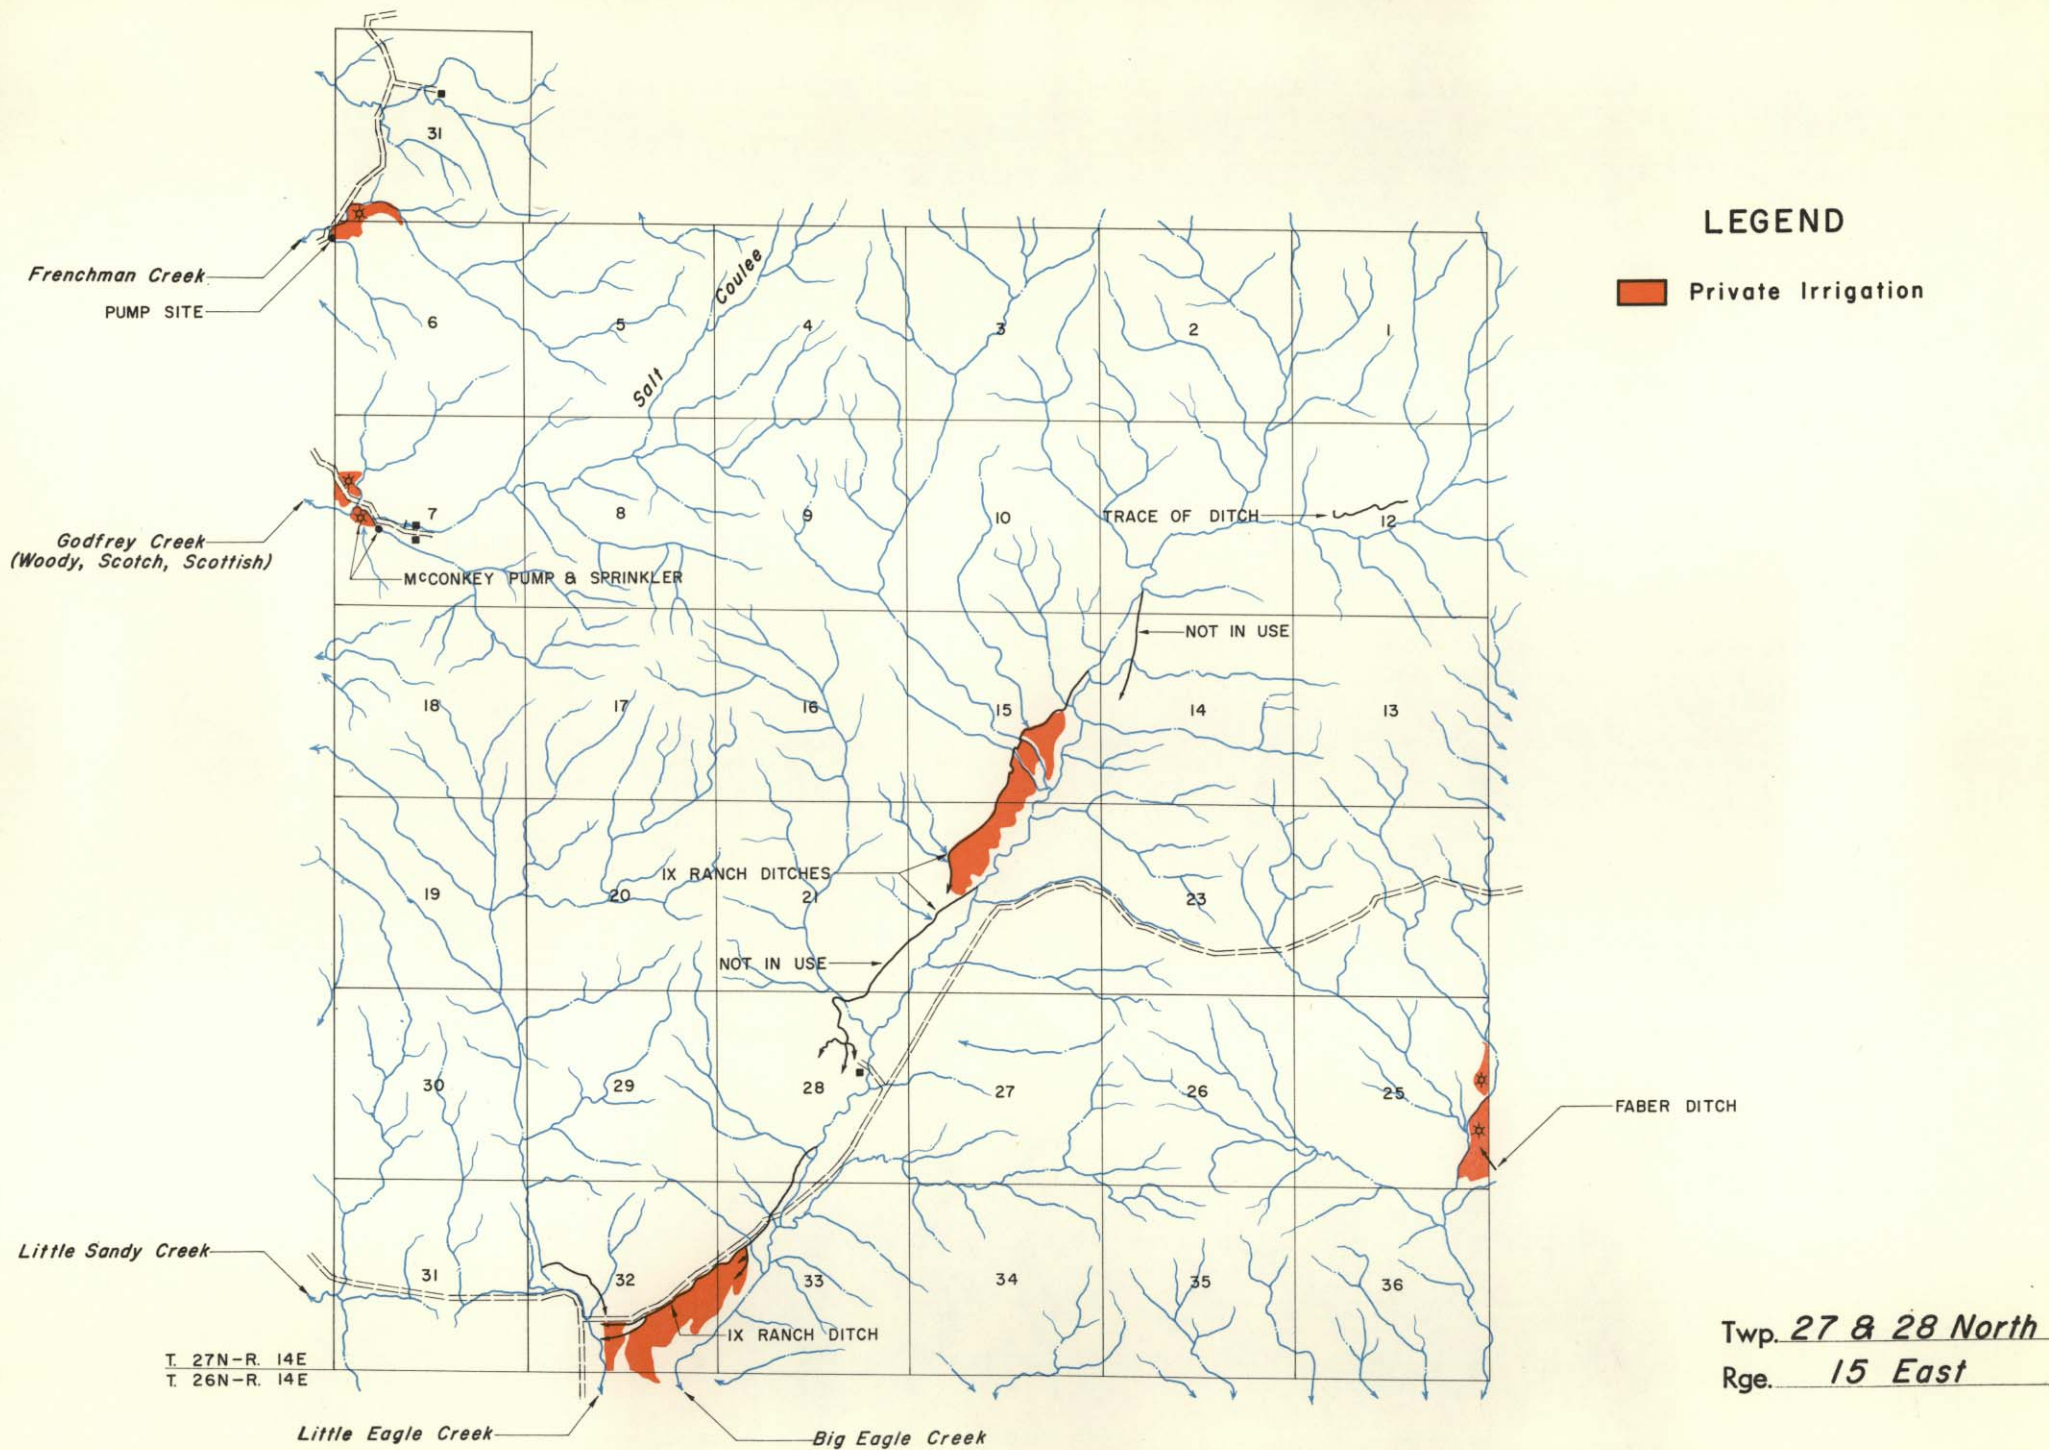 31
LEGEND
Private Irrigation
Frenchman Creek
PUMP SITE
6
5
Salt Coulee
4
3
2
1
7
8
9
10
TRACE OF DITCH
12
Godfrey Creek
(Woody, Scotch, Scottish)
McCONKEY PUMP & SPRINKLER
NOT IN USE
18
17
16
15
14
13
IX RANCH DITCHES
19
20
21
23
NOT IN USE
30
29
28
27
26
25
FABER DITCH
Little Sandy Creek
31
32
33
34
35
36
IX RANCH DITCH
T. 27N-R. 14E
T. 26N-R. 14E
Little Eagle Creek
Big Eagle Creek
Twp. 27 & 28 North
Rge. 15 East